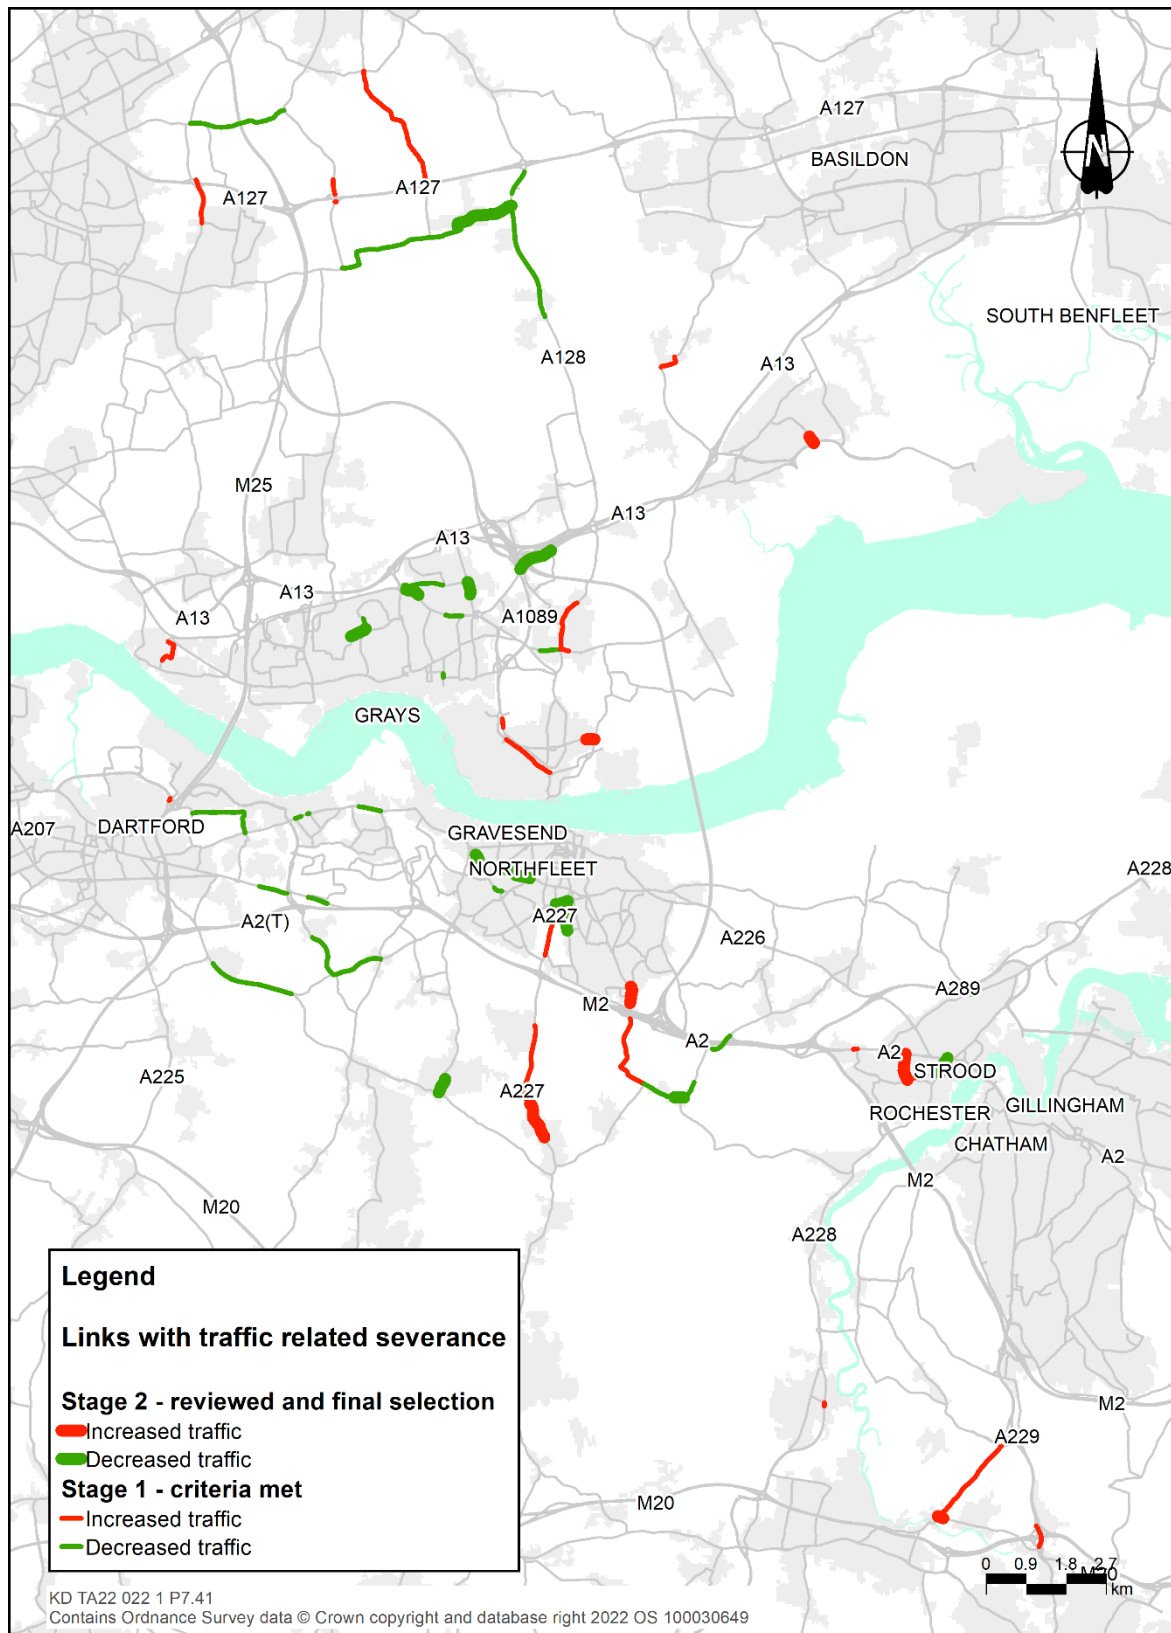 A127
BASILDON
N
A127
A127
SOUTH BENFLEET
A128
A13
M25
A13
A13
A13
A13
A1089
GRAYS
A207
DARTFORD
GRAVESEND
NORTHFLEET
A228
A227
A2(T)
A226
A289
M2
A2
A2
STROOD
A225
A227
ROCHESTER
GILLINGHAM
CHATHAM
A2
M2
M20
A228
Legend
Links with traffic related severance
Stage 2 - reviewed and final selection
Increased traffic
Decreased traffic
Stage 1 - criteria met
Increased traffic
Decreased traffic
M2
A229
M20
M20
0 0.9 1.8 2.7
km
KD TA22 022 1 P7.41
Contains Ordnance Survey data © Crown copyright and database right 2022 OS 100030649